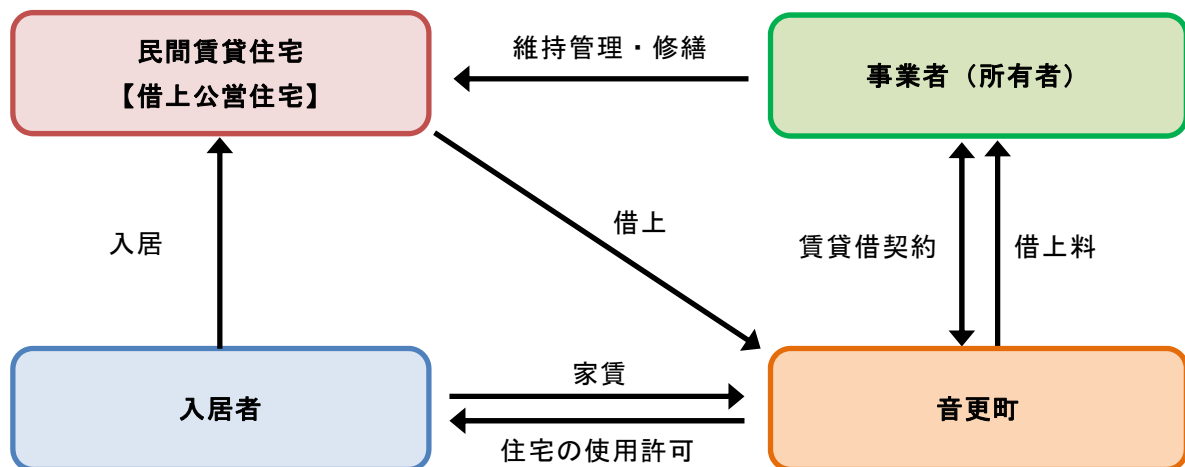 民間賃貸住宅
【借上公営住宅】
維持管理・修繕
事業者（所有者）
入居
借上
賃貸借契約
借上料
入居者
家賃
住宅の使用許可
音更町